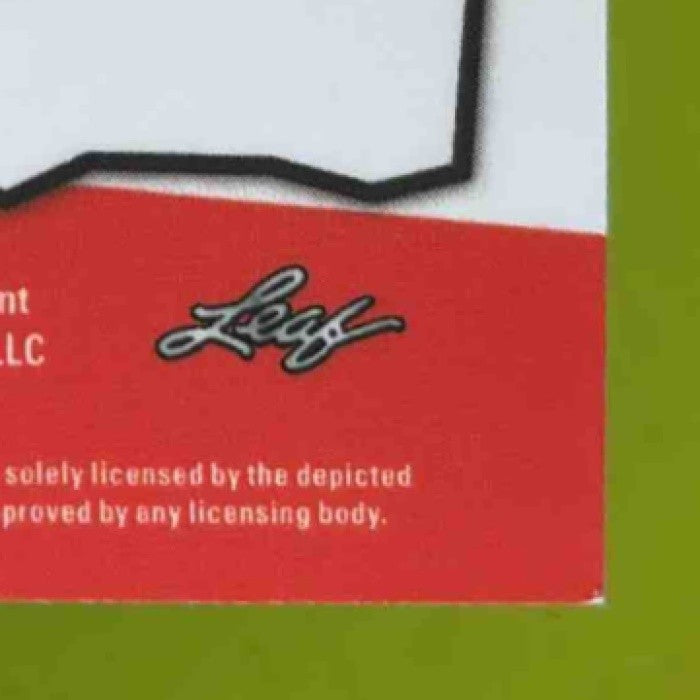 nt
LLC
Leaf
solely licensed by the depicted
proved by any licensing body.